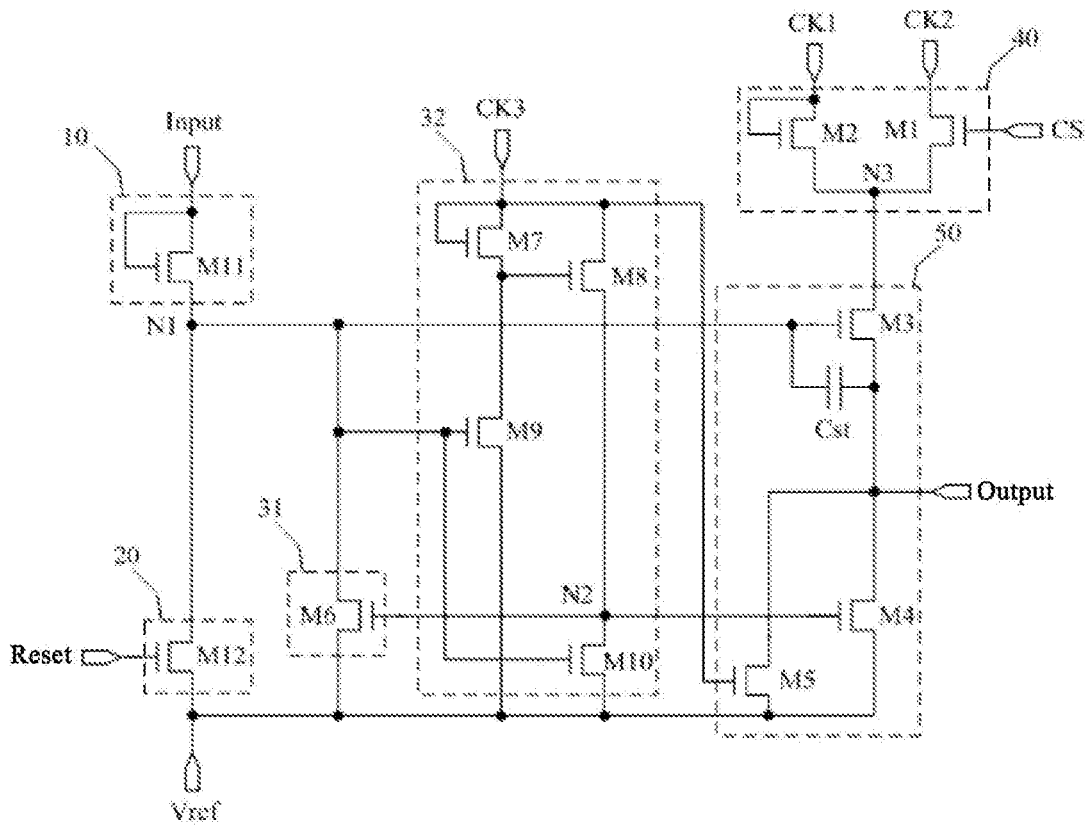 CK1
CK2
40
Input
CK3
32
10
M2
M1
CS
N3
M7
50
M11
M8
N1
M3
M9
Cst
Output
31
20
N2
M6
M4
Reset
M12
M10
M5
Vref